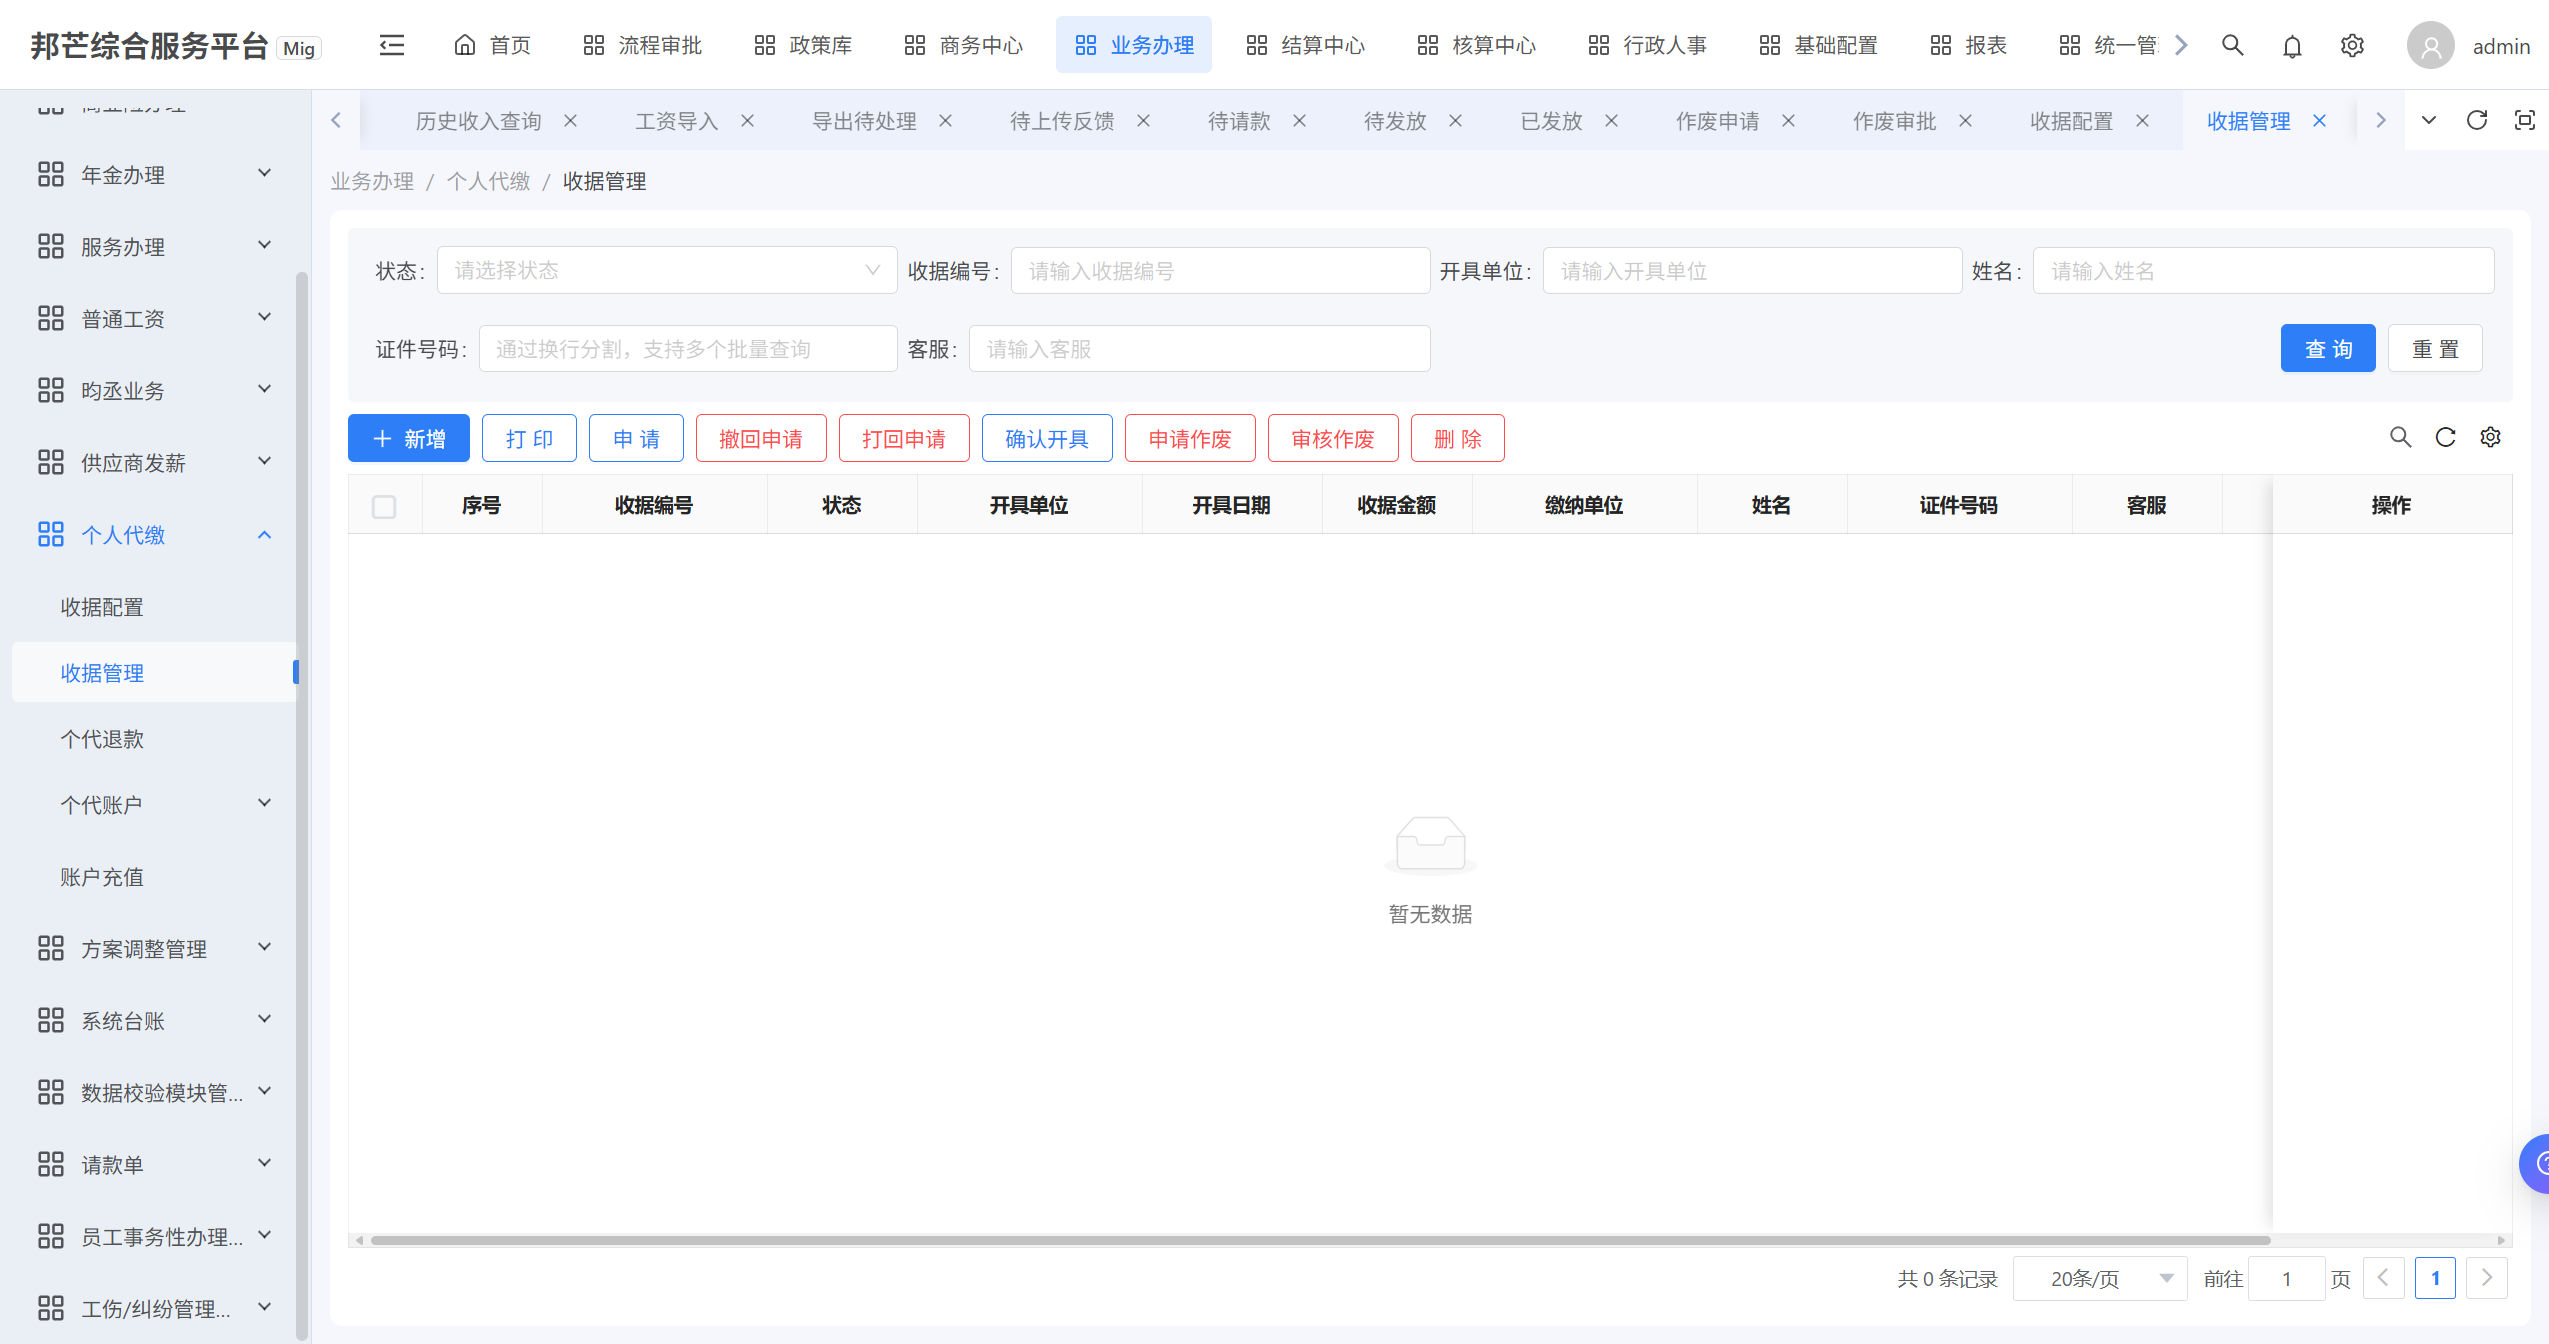 邦芒综合服务平台 Mig
首页 流程审批 政策库 商务中心 业务办理 结算中心 核算中心 行政人事 基础配置 报表 统一管
admin
历史收入查询 工资导入 导出待处理 待上传反馈 待请款 待发放 已发放 作废申请 作废审批 收据配置 收据管理
业务办理 / 个人代缴 / 收据管理
年金办理
服务办理
普通工资
昀丞业务
供应商发薪
个人代缴
收据配置
收据管理
个代退款
个代账户
账户充值
方案调整管理
系统台账
数据校验模块管...
请款单
员工事务性办理...
工伤/纠纷管理...
状态: 请选择状态 收据编号: 请输入收据编号 开具单位: 请输入开具单位 姓名: 请输入姓名
证件号码: 通过换行分割，支持多个批量查询 客服: 请输入客服 查 询 重 置
新增 打 印 申 请 撤回申请 打回申请 确认开具 申请作废 审核作废 删 除
序号 收据编号 状态 开具单位 开具日期 收据金额 缴纳单位 姓名 证件号码 客服 操作
暂无数据
共 0 条记录 20条/页 前往 1 页 1